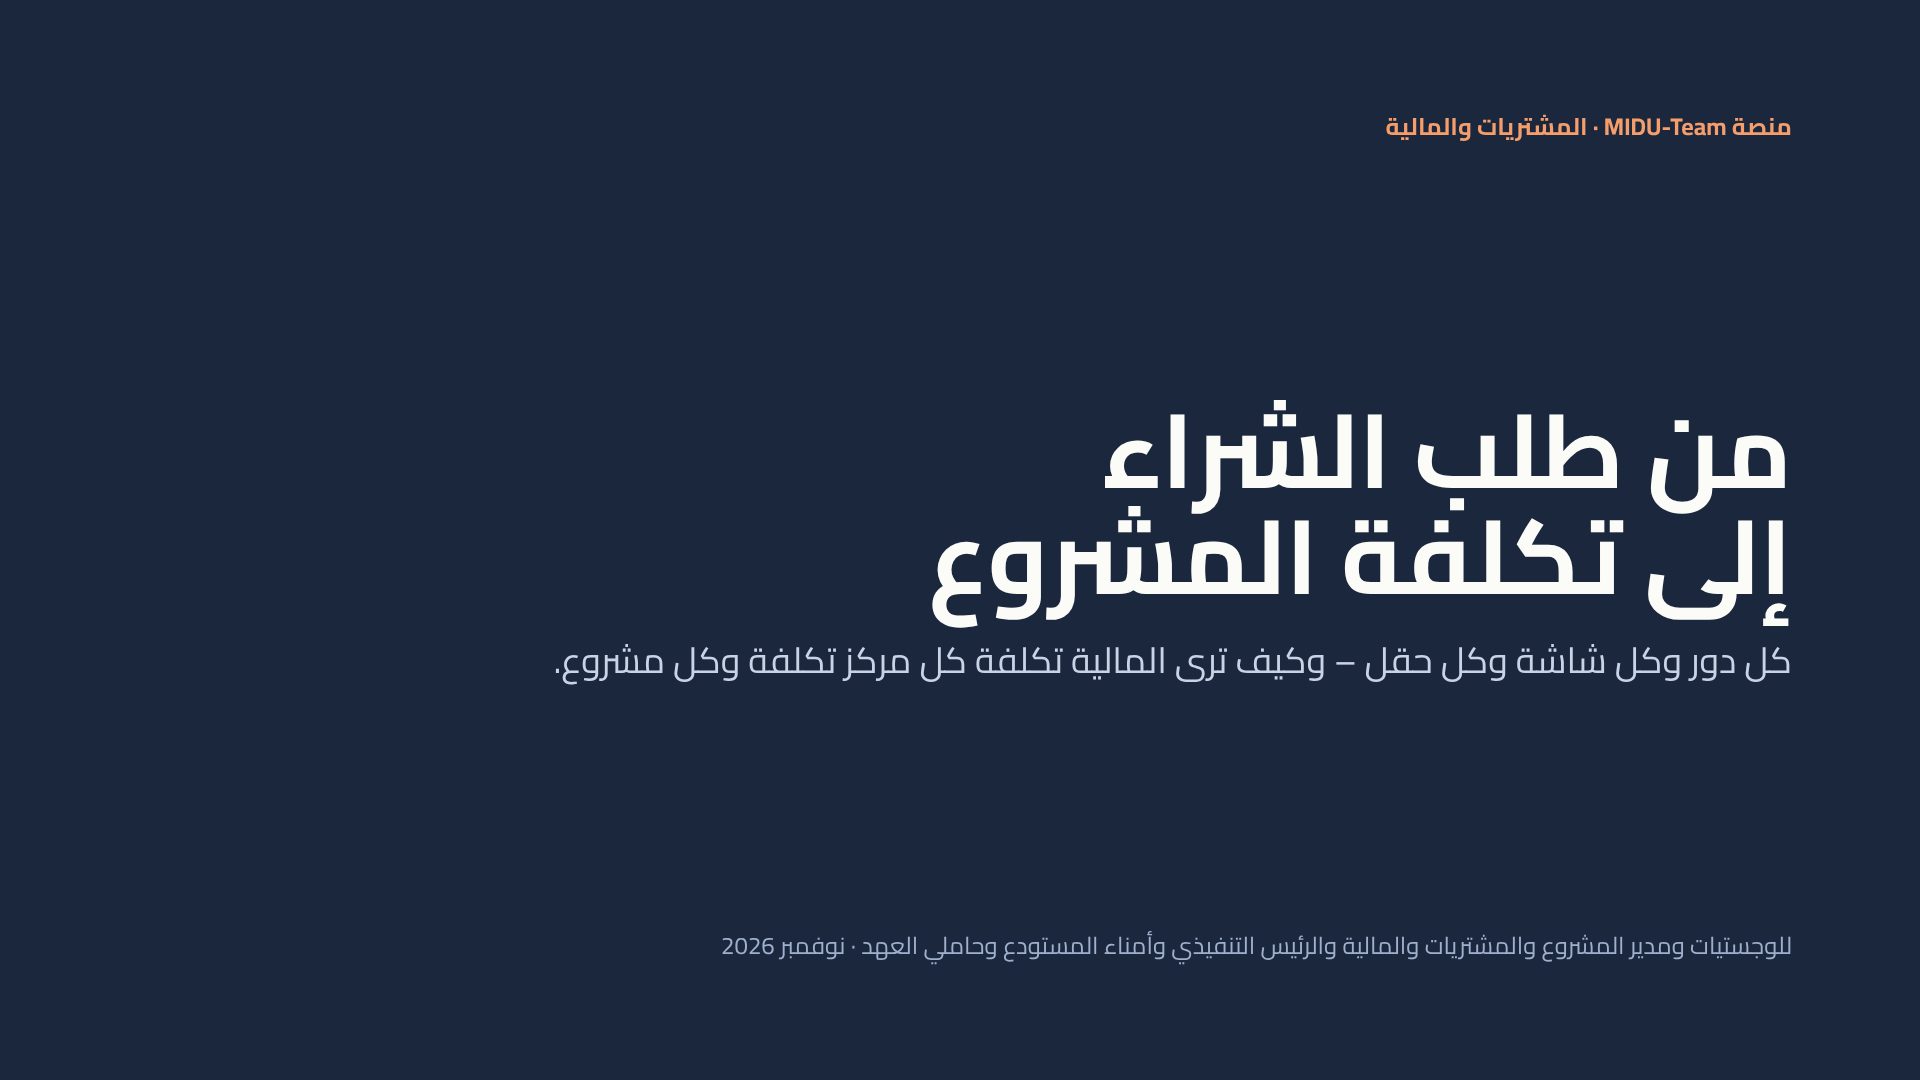 منصة MIDU-Team · المشتريات والمالية
من طلب الشراء
إلى تكلفة المشروع
كل دور وكل شاشة وكل حقل – وكيف ترى المالية تكلفة كل مركز تكلفة وكل مشروع.
للوجستيات ومدير المشروع والمشتريات والمالية والرئيس التنفيذي وأمناء المستودع وحاملي العهد · نوفمبر 2026